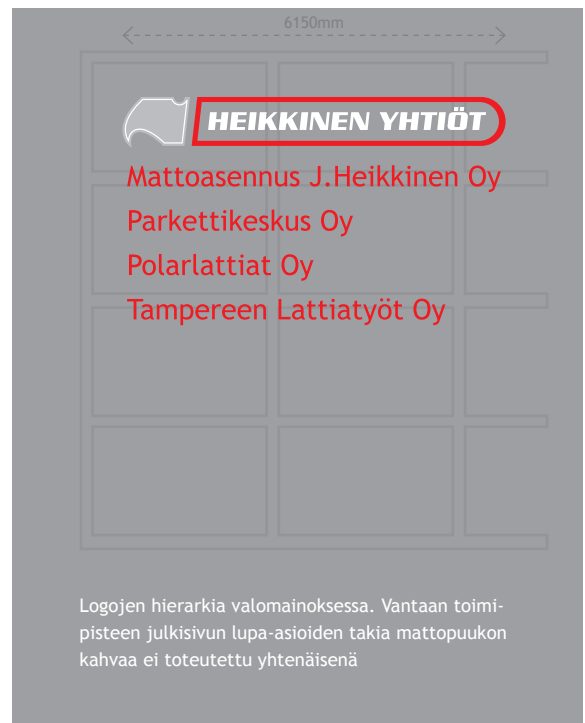 6150mm
HEIKKINEN YHTIÖT
Mattoasennus J.Heikkinen Oy
Parkettikeskus Oy
Polarlattiat Oy
Tampereen Lattiatyöt Oy
Logojen hierarkia valomainoksessa. Vantaan toimi-
pisteen julkisivun lupa-asioiden takia mattopuukon
kahvaa ei toteutettu yhtenäisenä